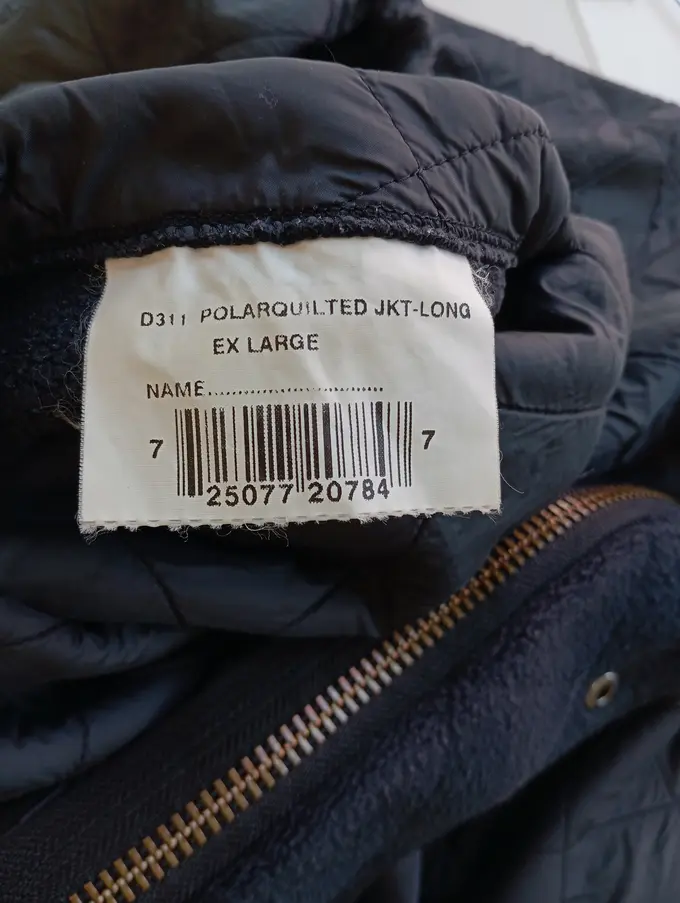 D311 POLARQUILTED JKT-LONG
EX LARGE
NAME........................................
7 25077 20784 7